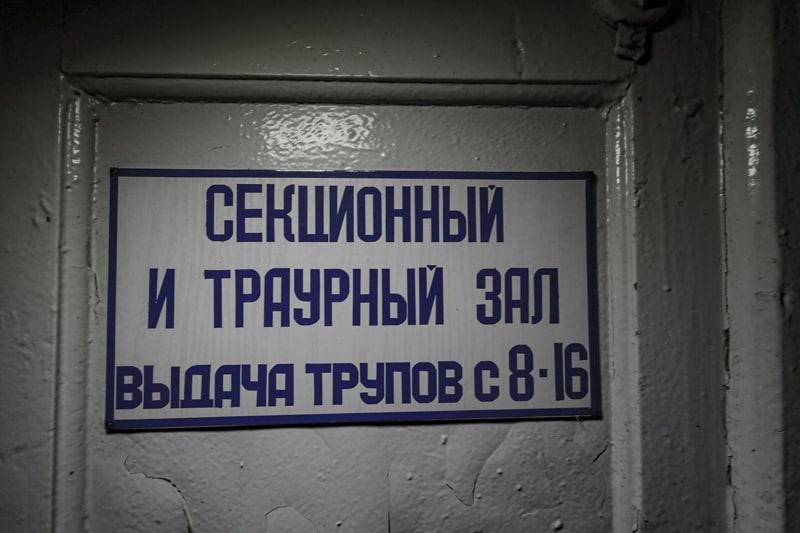 СЕКЦИОННЫЙ
И ТРАУРНЫЙ ЗАЛ
ВЫДАЧА ТРУПОВ С 8-16